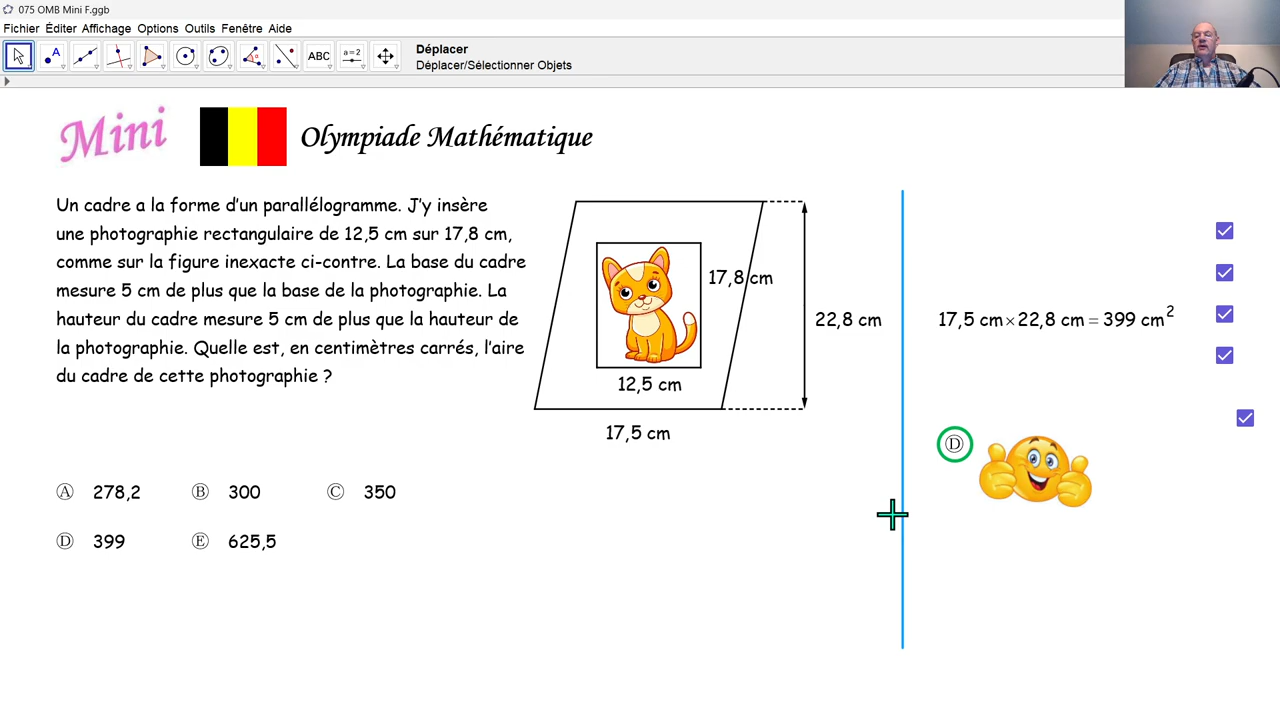 075 OMB Mini F.ggb
Fichier Éditer Affichage Options Outils Fenêtre Aide
A
ABC
a=2
Déplacer
Déplacer/Sélectionner Objets
Mini
Olympiade Mathématique
Un cadre a la forme d'un parallélogramme. J'y insère
une photographie rectangulaire de 12,5 cm sur 17,8 cm,
comme sur la figure inexacte ci-contre. La base du cadre
mesure 5 cm de plus que la base de la photographie. La
hauteur du cadre mesure 5 cm de plus que la hauteur de
la photographie. Quelle est, en centimètres carrés, l'aire
du cadre de cette photographie ?
17,8 cm
12,5 cm
17,5 cm
22,8 cm
17,5 cm×22,8 cm = 399 cm²
Ⓓ
Ⓐ 278,2 Ⓑ 300 Ⓒ 350
Ⓓ 399 Ⓔ 625,5